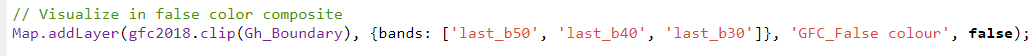 // Visualize in false color composite
Map.addLayer(gfc2018.clip(Gh_Boundary), {bands: ['last_b50', 'last_b40', 'last_b30']}, 'GFC_False colour', false);